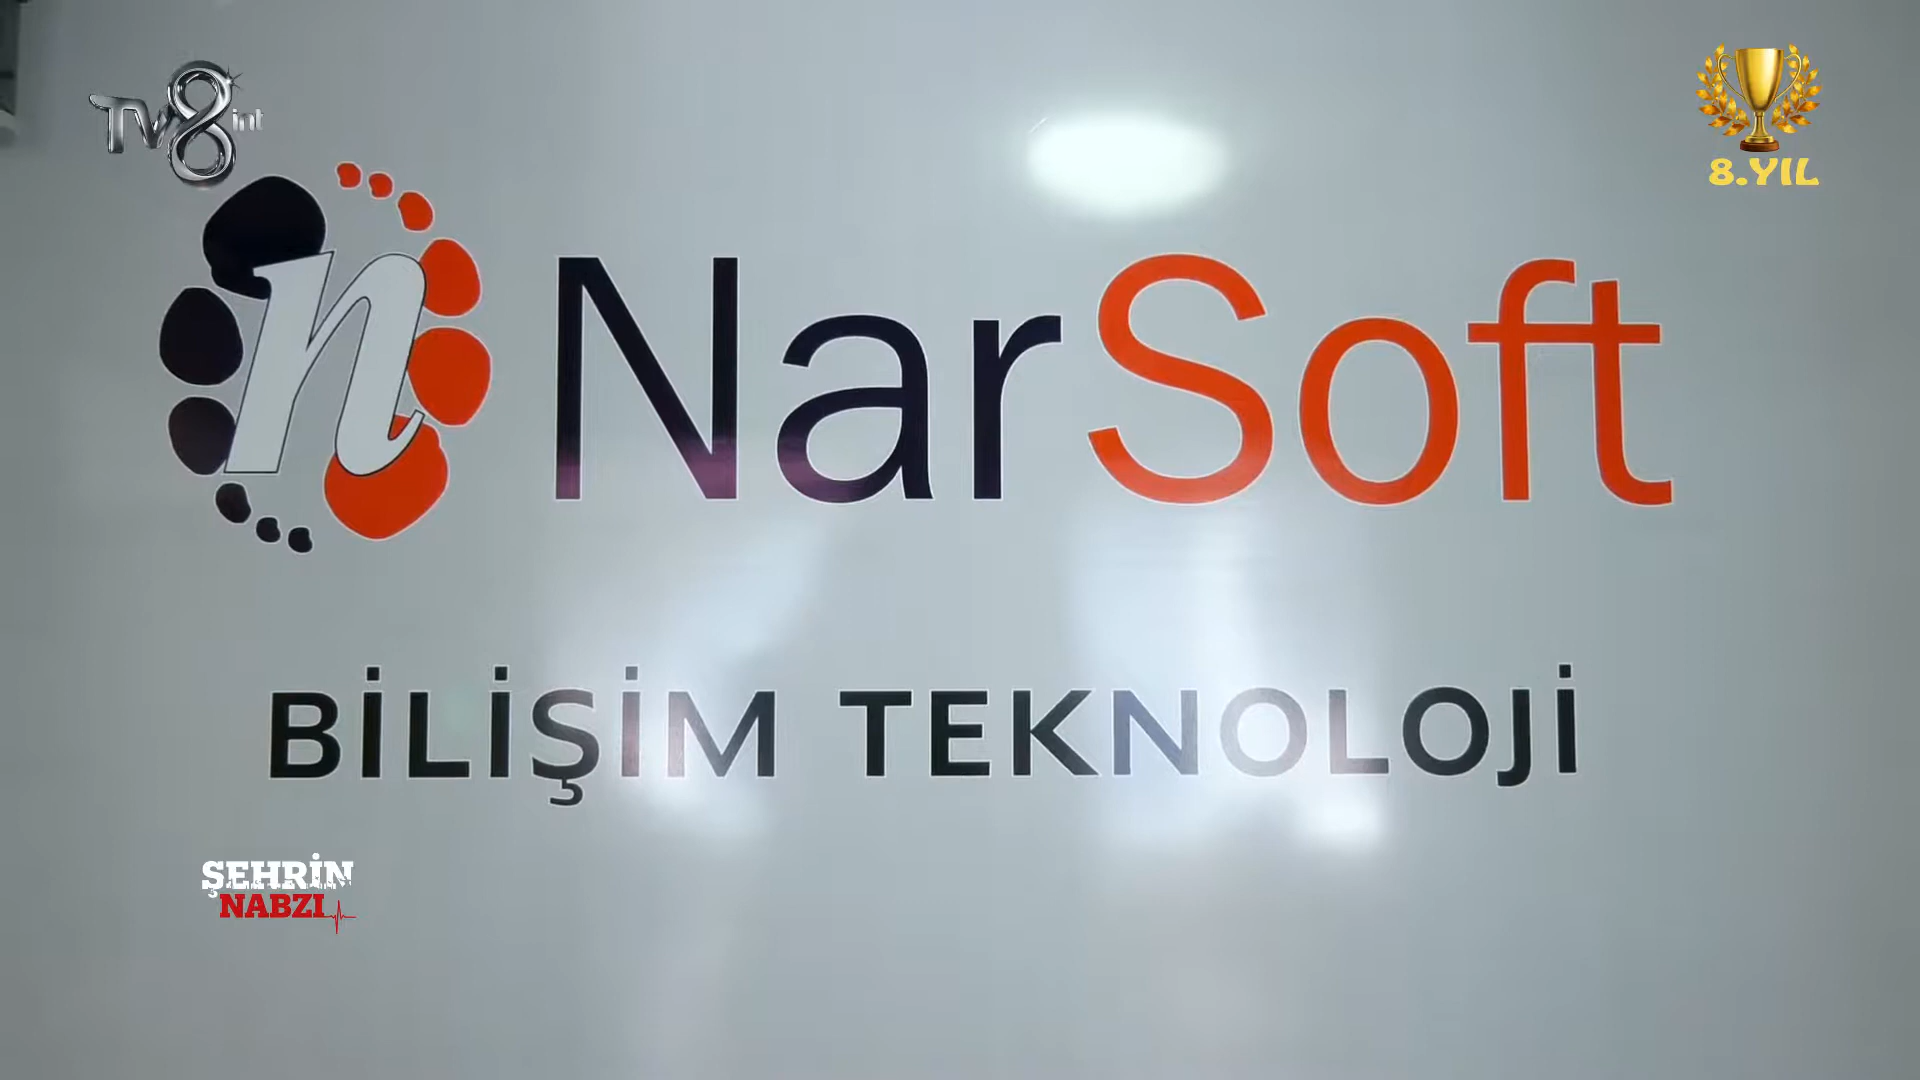 TV8int
8.YIL
n NarSoft
BİLİŞİM TEKNOLOJİ
ŞEHRİN
NABZI